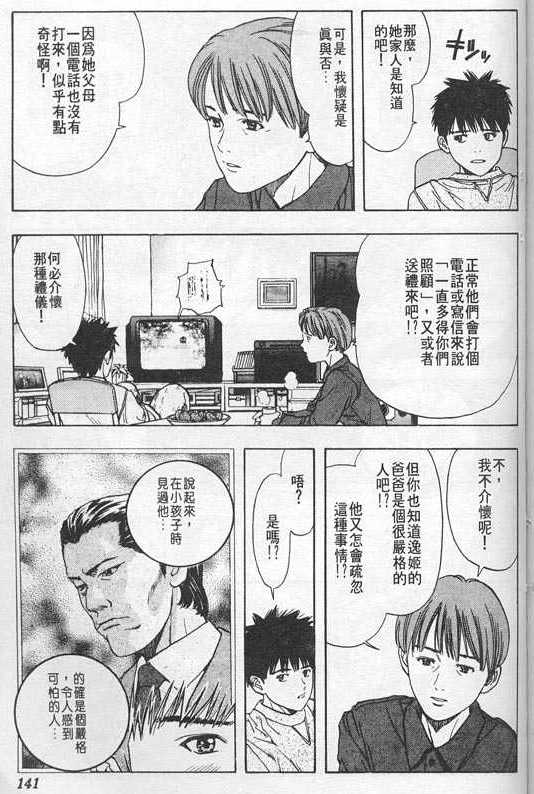 那麼，
她家人是知道
的吧！
ｷﾞｼｯ
可是，我懷疑是
真與否…
因為她父母
一個電話也沒有
打來，似乎有點
奇怪啊！
正常他們會打個
電話或寫信來說
「一直多得你們
照顧」，又或者
送禮來吧!?
何必介懷
那種禮儀！
不，
我不介懷呢！
但你也知道逸姬的
爸爸是個很嚴格的
人吧!?
他又怎會疏忽
這種事情!?
唔？
是嗎!?
說起來，
在小孩子時
見過他…
的確是個嚴格
，令人感到
可怕的人…
141